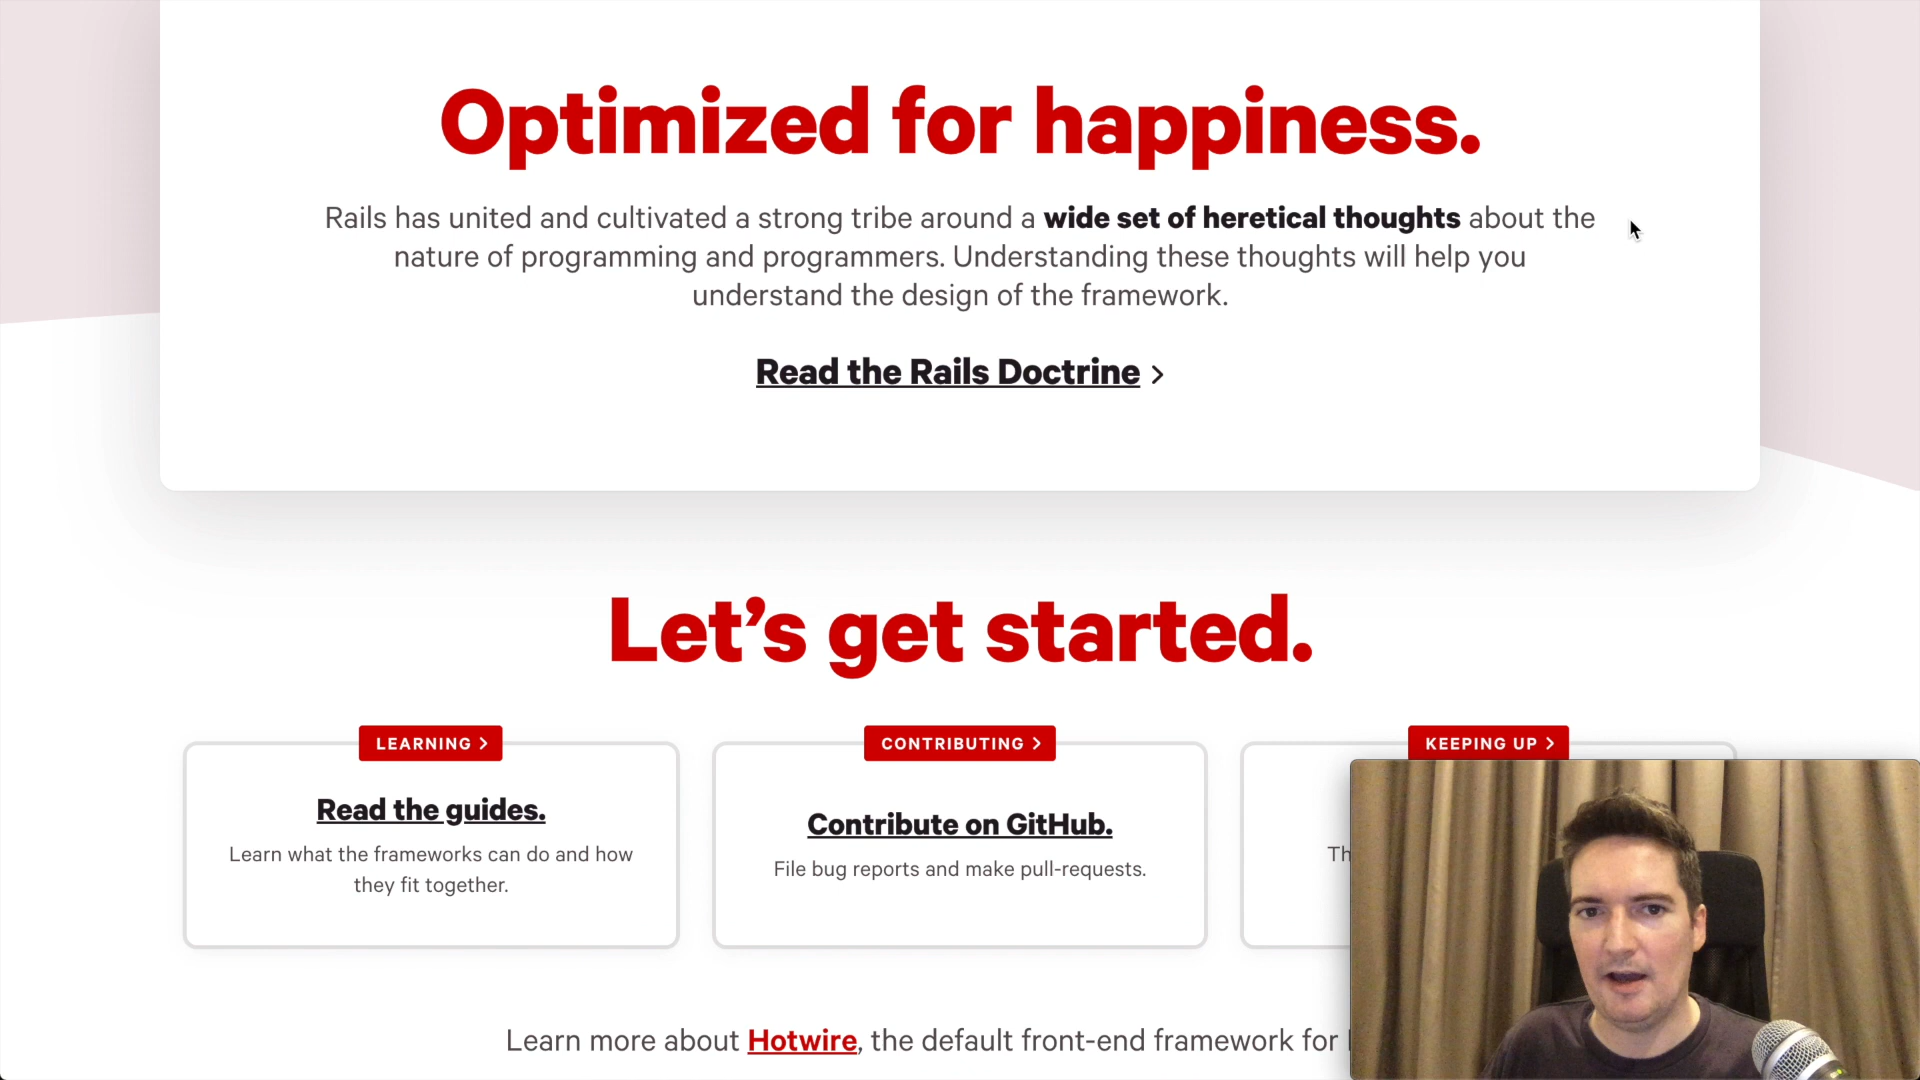 Optimized for happiness.
Rails has united and cultivated a strong tribe around a wide set of heretical thoughts about the
nature of programming and programmers. Understanding these thoughts will help you
understand the design of the framework.
Read the Rails Doctrine >
Let’s get started.
LEARNING >
Read the guides.
Learn what the frameworks can do and how
they fit together.
CONTRIBUTING >
Contribute on GitHub.
File bug reports and make pull-requests.
KEEPING UP >
Learn more about Hotwire, the default front-end framework for